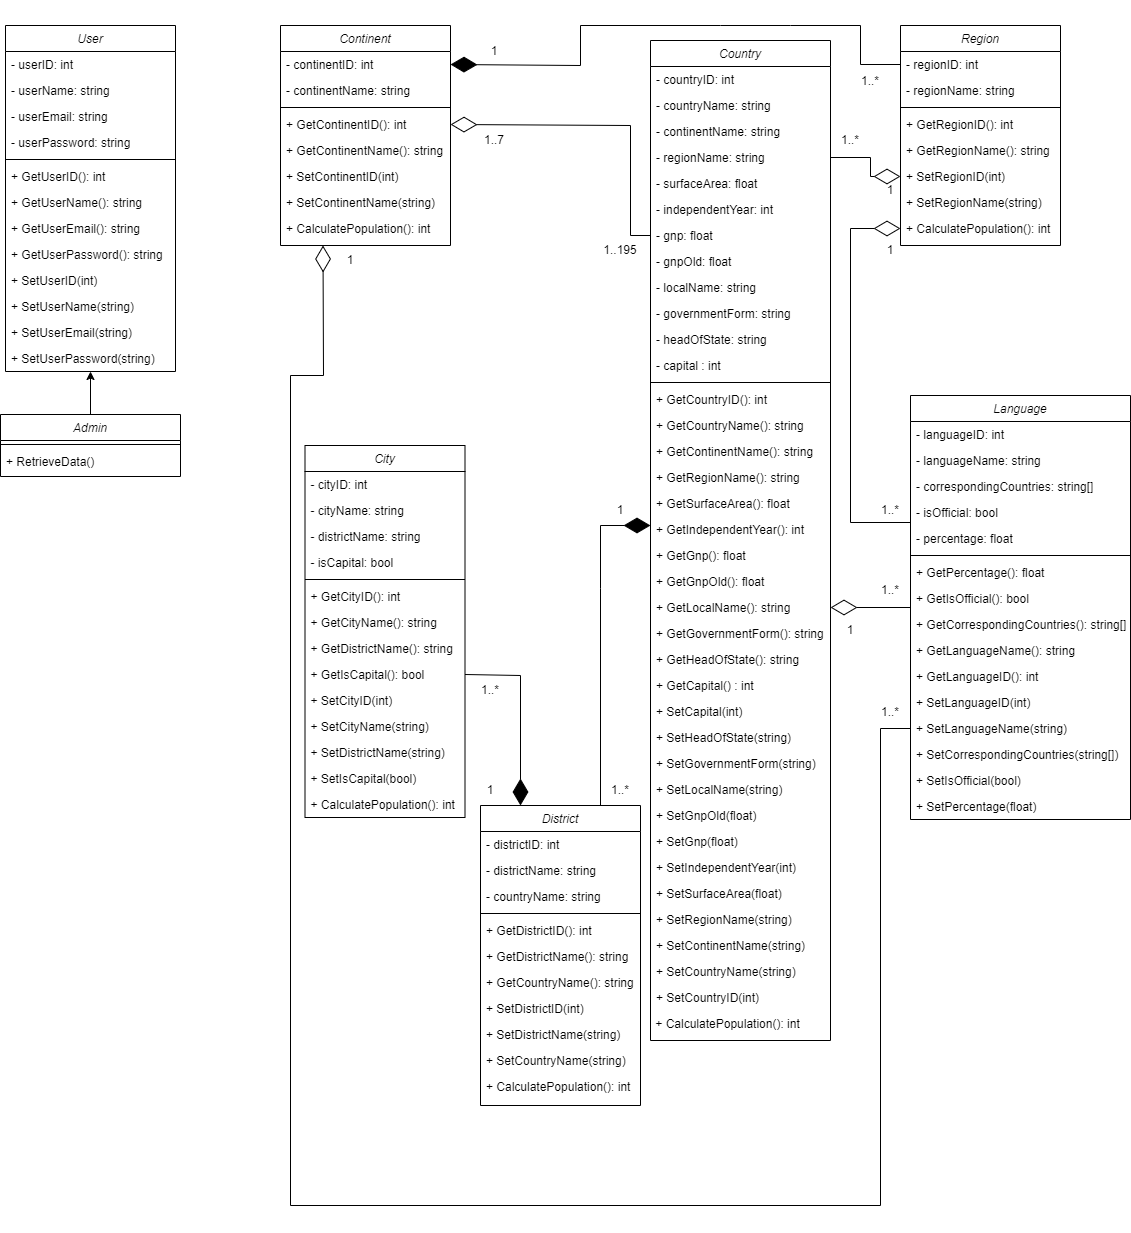 User
- userID: int
- userName: string
- userEmail: string
- userPassword: string
+ GetUserID(): int
+ GetUserName(): string
+ GetUserEmail(): string
+ GetUserPassword(): string
+ SetUserID(int)
+ SetUserName(string)
+ SetUserEmail(string)
+ SetUserPassword(string)
Admin
+ RetrieveData()
Continent
- continentID: int
- continentName: string
+ GetContinentID(): int
+ GetContinentName(): string
+ SetContinentID(int)
+ SetContinentName(string)
+ CalculatePopulation(): int
1
1..7
1
1..*
1..195
Country
- countryID: int
- countryName: string
- continentName: string
- regionName: string
- surfaceArea: float
- independentYear: int
- gnp: float
- gnpOld: float
- localName: string
- governmentForm: string
- headOfState: string
- capital : int
+ GetCountryID(): int
+ GetCountryName(): string
+ GetContinentName(): string
+ GetRegionName(): string
+ GetSurfaceArea(): float
+ GetIndependentYear(): int
+ GetGnp(): float
+ GetGnpOld(): float
+ GetLocalName(): string
+ GetGovernmentForm(): string
+ GetHeadOfState(): string
+ GetCapital() : int
+ SetCapital(int)
+ SetHeadOfState(string)
+ SetGovernmentForm(string)
+ SetLocalName(string)
+ SetGnpOld(float)
+ SetGnp(float)
+ SetIndependentYear(int)
+ SetSurfaceArea(float)
+ SetRegionName(string)
+ SetContinentName(string)
+ SetCountryName(string)
+ SetCountryID(int)
+ CalculatePopulation(): int
Region
- regionID: int
- regionName: string
+ GetRegionID(): int
+ GetRegionName(): string
+ SetRegionID(int)
+ SetRegionName(string)
+ CalculatePopulation(): int
1..*
1
1
City
- cityID: int
- cityName: string
- districtName: string
- isCapital: bool
+ GetCityID(): int
+ GetCityName(): string
+ GetDistrictName(): string
+ GetIsCapital(): bool
+ SetCityID(int)
+ SetCityName(string)
+ SetDistrictName(string)
+ SetIsCapital(bool)
+ CalculatePopulation(): int
1..*
1
1
1..*
District
- districtID: int
- districtName: string
- countryName: string
+ GetDistrictID(): int
+ GetDistrictName(): string
+ GetCountryName(): string
+ SetDistrictID(int)
+ SetDistrictName(string)
+ SetCountryName(string)
+ CalculatePopulation(): int
Language
- languageID: int
- languageName: string
- correspondingCountries: string[]
- isOfficial: bool
- percentage: float
+ GetPercentage(): float
+ GetIsOfficial(): bool
+ GetCorrespondingCountries(): string[]
+ GetLanguageName(): string
+ GetLanguageID(): int
+ SetLanguageID(int)
+ SetLanguageName(string)
+ SetCorrespondingCountries(string[])
+ SetIsOfficial(bool)
+ SetPercentage(float)
1..*
1..*
1
1..*